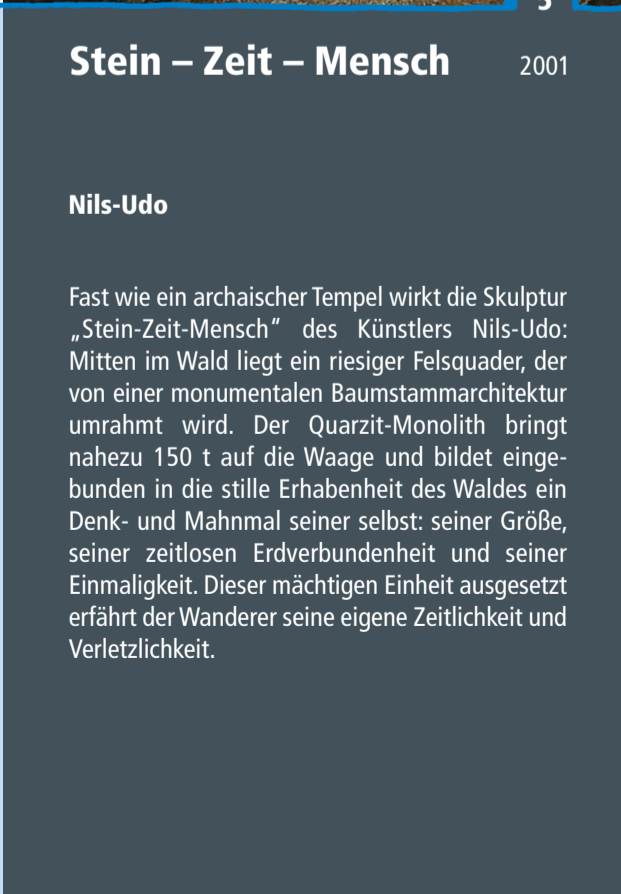 Stein – Zeit – Mensch 2001
Nils-Udo
Fast wie ein archaischer Tempel wirkt die Skulptur
„Stein-Zeit-Mensch“ des Künstlers Nils-Udo:
Mitten im Wald liegt ein riesiger Felsquader, der
von einer monumentalen Baumstammarchitektur
umrahmt wird. Der Quarzit-Monolith bringt
nahezu 150 t auf die Waage und bildet einge-
bunden in die stille Erhabenheit des Waldes ein
Denk- und Mahnmal seiner selbst: seiner Größe,
seiner zeitlosen Erdverbundenheit und seiner
Einmaligkeit. Dieser mächtigen Einheit ausgesetzt
erfährt der Wanderer seine eigene Zeitlichkeit und
Verletzlichkeit.